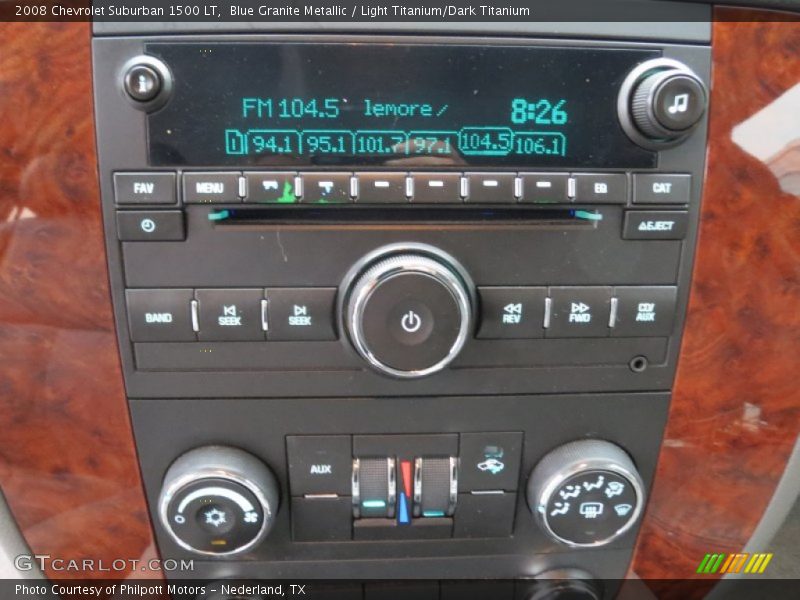 2008 Chevrolet Suburban 1500 LT, Blue Granite Metallic / Light Titanium/Dark Titanium
FM 104.5 lemore/ 8:26
1 94.1 95.1 101.7 97.1 104.5 106.1
FAV MENU EQ CAT
EJECT
BAND SEEK SEEK REV FWD CD/AUX
AUX
GTCARLOT.COM
Photo Courtesy of Philpott Motors - Nederland, TX